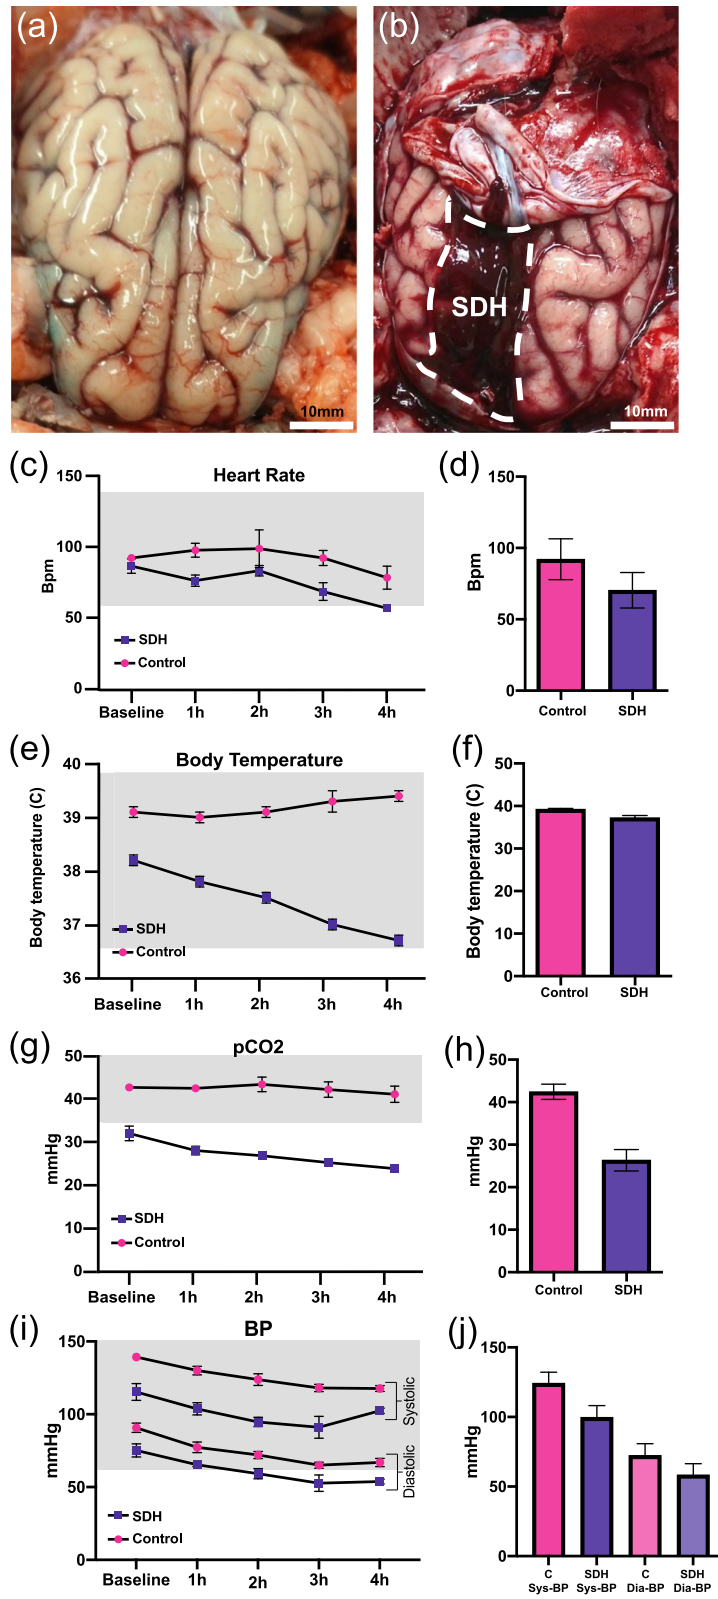 (a)
10mm
(b)
SDH
10mm
(c)
Heart Rate
Bpm
150
100
50
0
SDH
Control
Baseline 1h 2h 3h 4h
(d)
Bpm
150
100
50
0
Control SDH
(e)
Body Temperature
Body temperature (C)
40
39
38
37
36
SDH
Control
Baseline 1h 2h 3h 4h
(f)
Body temperature (C)
50
40
30
20
10
0
Control SDH
(g)
pCO2
mmHg
50
40
30
20
10
0
SDH
Control
Baseline 1h 2h 3h 4h
(h)
mmHg
50
40
30
20
10
0
Control SDH
(i)
BP
mmHg
150
100
50
0
Systolic
Diastolic
SDH
Control
Baseline 1h 2h 3h 4h
(j)
mmHg
150
100
50
0
C SDH C SDH
Sys-BP Sys-BP Dia-BP Dia-BP